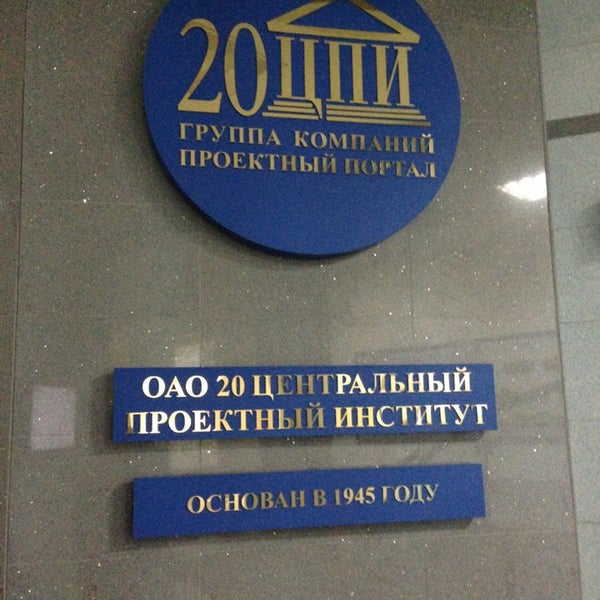 20ЦПИ
ГРУППА КОМПАНИЙ
ПРОЕКТНЫЙ ПОРТАЛ
ОАО 20 ЦЕНТРАЛЬНЫЙ
ПРОЕКТНЫЙ ИНСТИТУТ
ОСНОВАН В 1945 ГОДУ